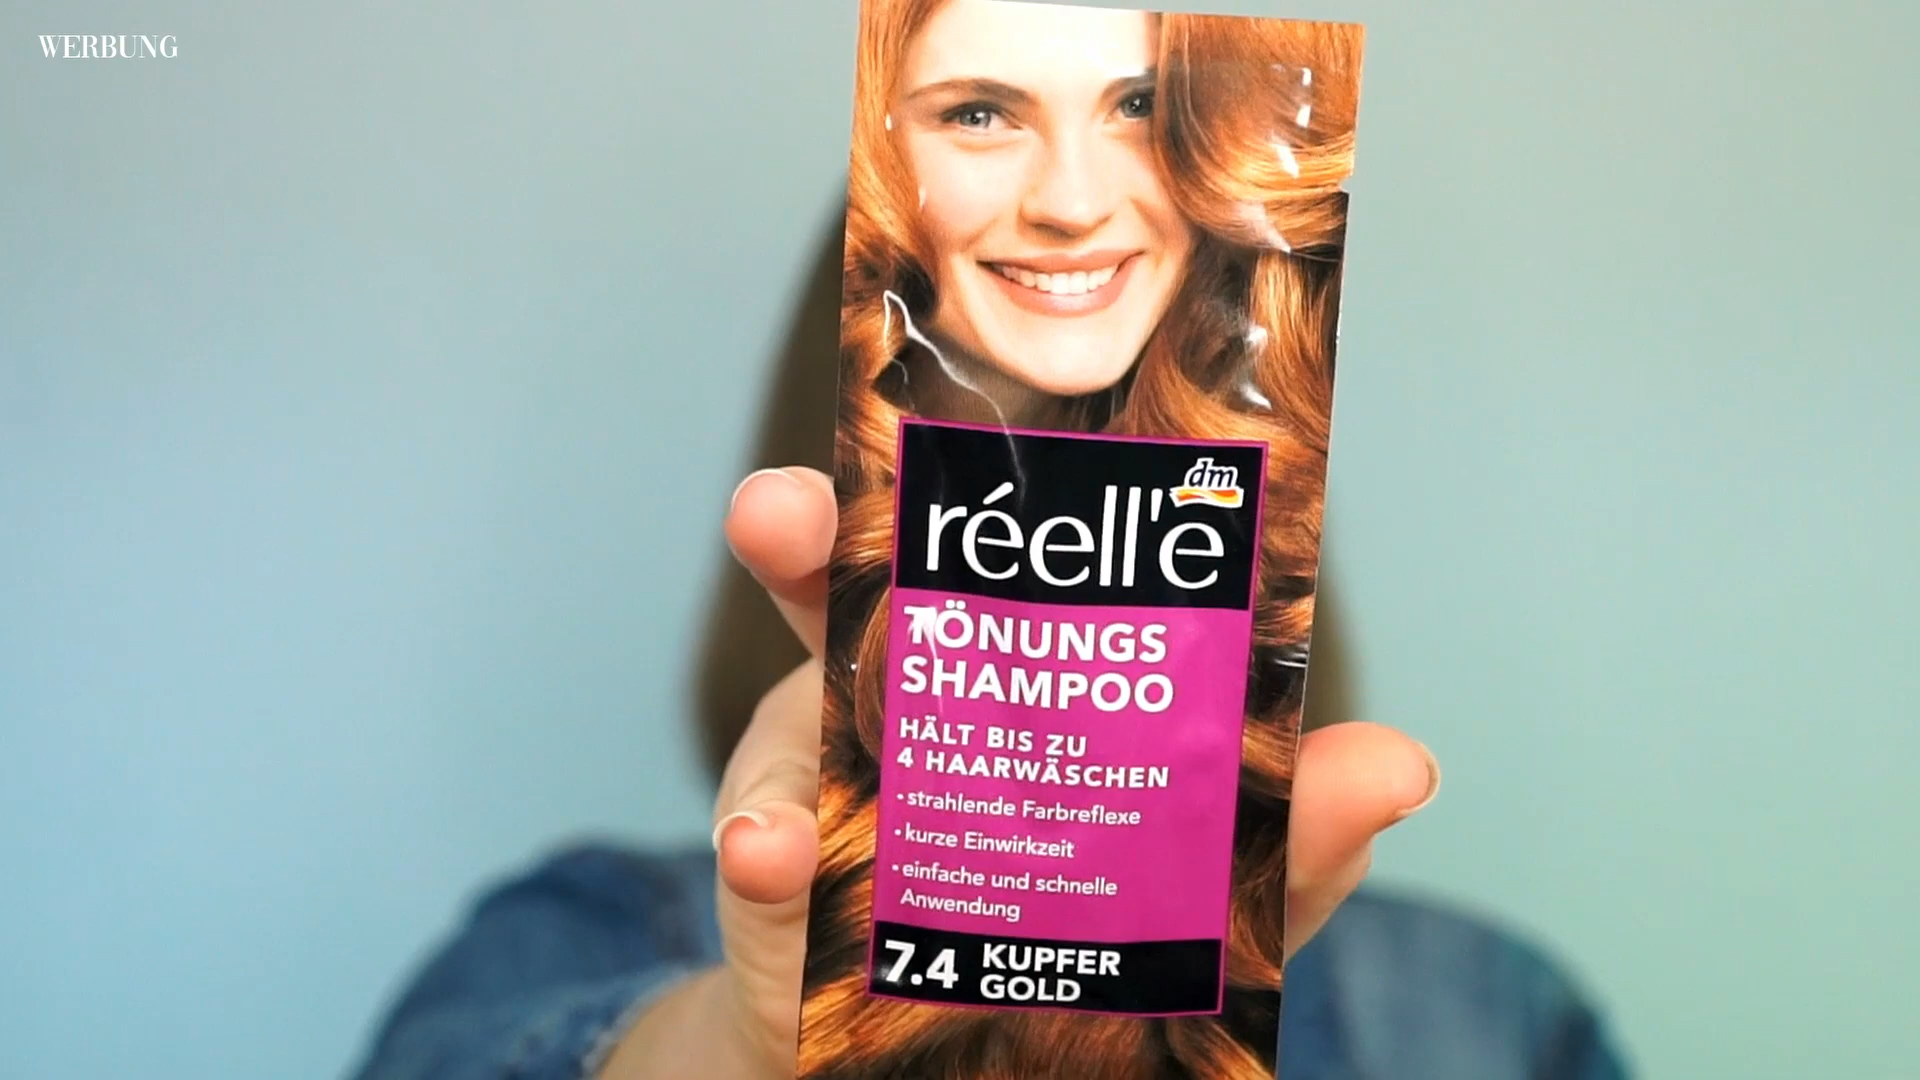 WERBUNG
dm
réell'e
TÖNUNGS
SHAMPOO
HÄLT BIS ZU
4 HAARWÄSCHEN
• strahlende Farbreflexe
• kurze Einwirkzeit
• einfache und schnelle
Anwendung
7.4 KUPFER
GOLD